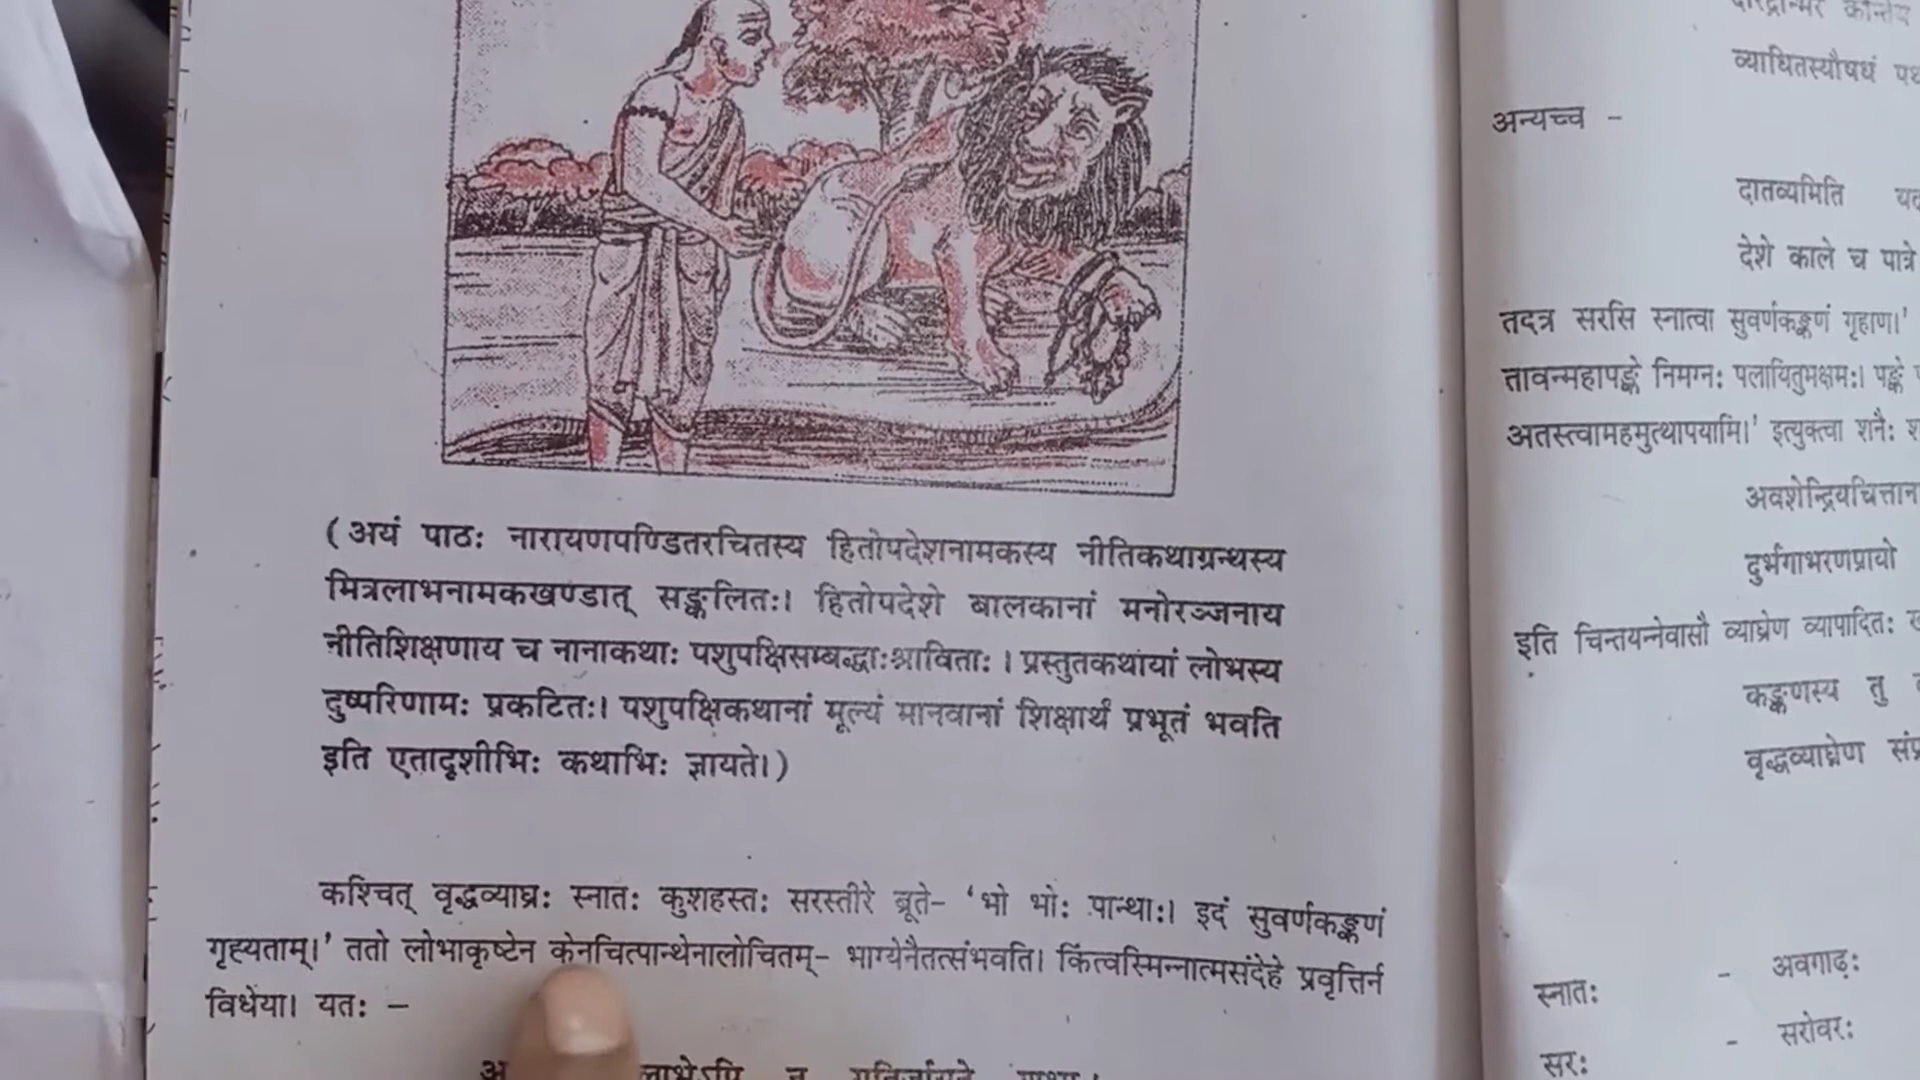 (अयं पाठः नारायणपण्डितरचितस्य हितोपदेशनामकस्य नीतिकथाग्रन्थस्य
मित्रलाभनामकखण्डात् सङ्कलितः। हितोपदेशे बालकानां मनोरञ्जनाय
नीतिशिक्षणाय च नानाकथाः पशुपक्षिसम्बद्धाःश्राविताः । प्रस्तुतकथायां लोभस्य
दुष्परिणामः प्रकटितः। पशुपक्षिकथानां मूल्यं मानवानां शिक्षार्थं प्रभूतं भवति
इति एतादृशीभिः कथाभिः ज्ञायते।)
कश्चित् वृद्धव्याघ्रः स्नातः कुशहस्तः सरस्तीरे ब्रूते- 'भो भोः पान्थाः। इदं सुवर्णकङ्कणं
गृह्यताम्।' ततो लोभाकृष्टेन केनचित्पान्थेनालोचितम्- भाग्येनैतत्संभवति। किंत्वस्मिन्नात्मसंदेहे प्रवृत्तिर्न
विधेया। यतः –
व्याधितस्यौषधं
अन्यच्च -
दातव्यमिति
देशे काले च पात्रे
तदत्र सरसि स्नात्वा सुवर्णकङ्कणं गृहाण।'
तावन्महापङ्के निमग्नः पलायितुमक्षमः। पङ्के
अतस्त्वामहमुत्थापयामि।' इत्युक्त्वा शनैः
दुर्भगाभरणप्रायो
इति चिन्तयन्नेवासौ व्याघ्रेण व्यापादितः
कङ्कणस्य तु
वृद्धव्याघ्रेण
स्नातः - अवगाढ़ः
सरः - सरोवरः